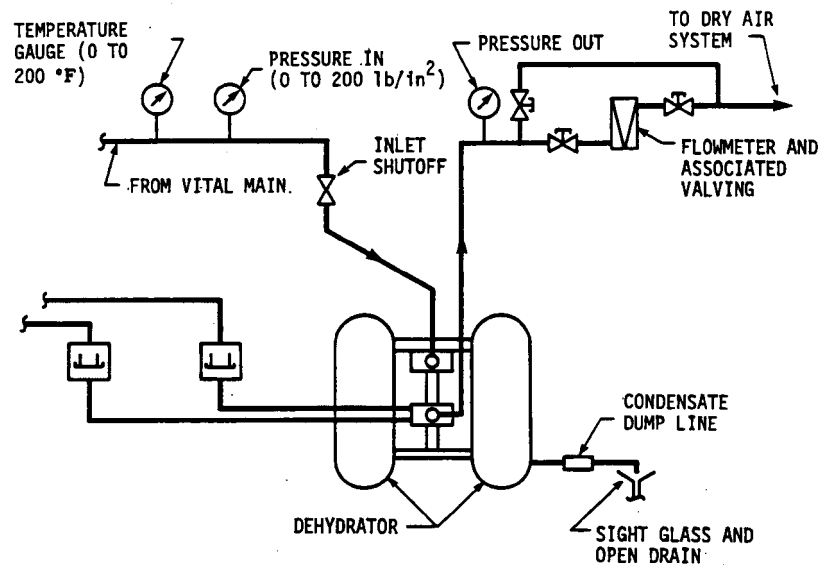 TEMPERATURE
GAUGE (0 TO
200 °F)
PRESSURE IN
(0 TO 200 lb/in²)
PRESSURE OUT
TO DRY AIR
SYSTEM
INLET
SHUTOFF
FROM VITAL MAIN.
FLOWMETER AND
ASSOCIATED
VALVING
CONDENSATE
DUMP LINE
DEHYDRATOR
SIGHT GLASS AND
OPEN DRAIN